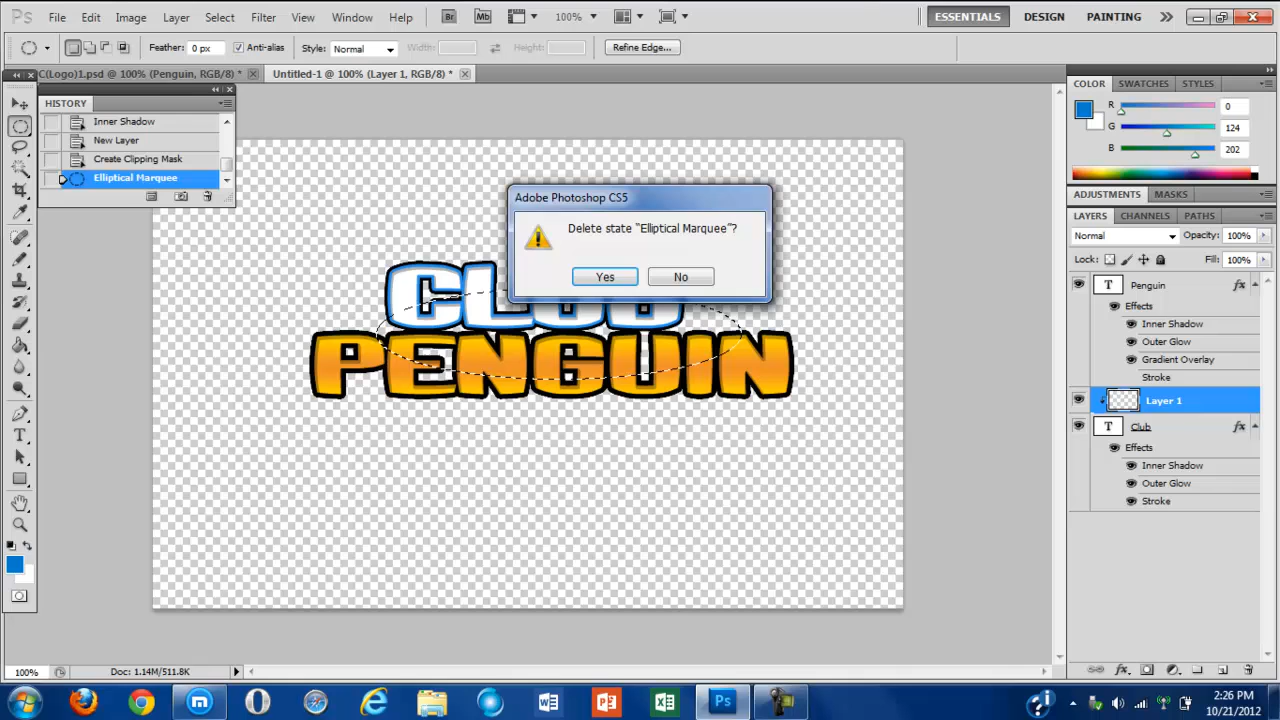 Ps File Edit Image Layer Select Filter View Window Help Br Mb 100% ESSENTIALS DESIGN PAINTING
Feather: 0 px Anti-alias Style: Normal Width: Height: Refine Edge...
C(Logo)1.psd @ 100% (Penguin, RGB/8) * Untitled-1 @ 100% (Layer 1, RGB/8) *
HISTORY
Inner Shadow
New Layer
Create Clipping Mask
Elliptical Marquee
Adobe Photoshop CS5
Delete state "Elliptical Marquee"?
Yes No
CLUB
PENGUIN
COLOR SWATCHES STYLES
R 0
G 124
B 202
ADJUSTMENTS MASKS
LAYERS CHANNELS PATHS
Normal Opacity: 100%
Lock: Fill: 100%
T Penguin fx
Effects
Inner Shadow
Outer Glow
Gradient Overlay
Stroke
Layer 1
T Club fx
Effects
Inner Shadow
Outer Glow
Stroke
100% Doc: 1.14M/511.8K
2:26 PM
10/21/2012